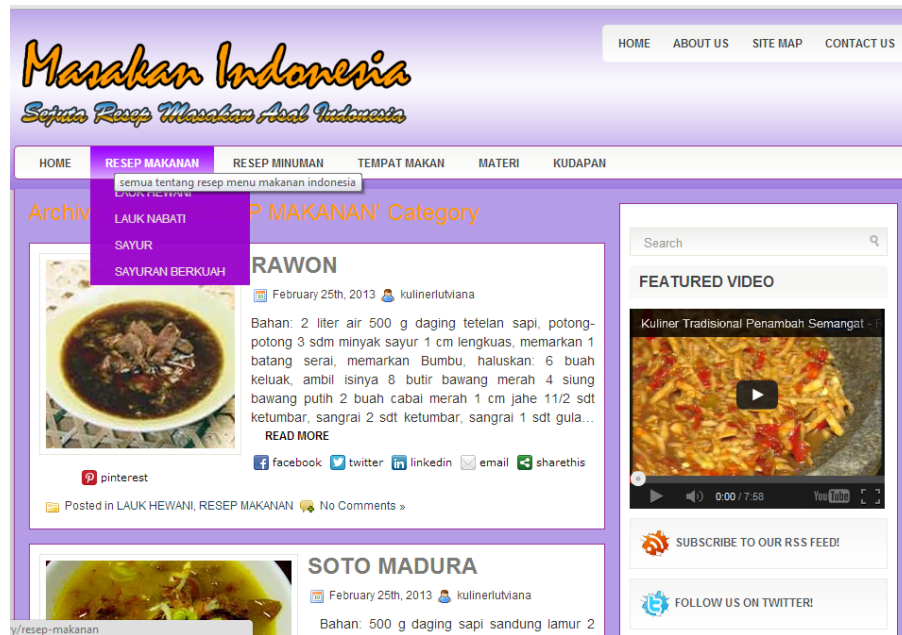 HOME ABOUT US SITE MAP CONTACT US
Masakan Indonesia
Sejuta Resep Masakan Asal Indonesia
HOME RESEP MAKANAN RESEP MINUMAN TEMPAT MAKAN MATERI KUDAPAN
semua tentang resep menu makanan indonesia
LAUK HEWANI
LAUK NABATI
SAYUR
SAYURAN BERKUAH
Archiv P MAKANAN' Category
RAWON
February 25th, 2013 kulinerlutviana
Bahan: 2 liter air 500 g daging tetelan sapi, potong-
potong 3 sdm minyak sayur 1 cm lengkuas, memarkan 1
batang serai, memarkan Bumbu, haluskan: 6 buah
keluak, ambil isinya 8 butir bawang merah 4 siung
bawang putih 2 buah cabai merah 1 cm jahe 11/2 sdt
ketumbar, sangrai 2 sdt ketumbar, sangrai 1 sdt gula...
READ MORE
facebook twitter linkedin email sharethis
pinterest
Posted in LAUK HEWANI, RESEP MAKANAN No Comments »
SOTO MADURA
February 25th, 2013 kulinerlutviana
Bahan: 500 g daging sapi sandung lamur 2
y/resep-makanan
Search
FEATURED VIDEO
Kuliner Tradisional Penambah Semangat - R
0:00 / 7:58 YouTube
SUBSCRIBE TO OUR RSS FEED!
FOLLOW US ON TWITTER!